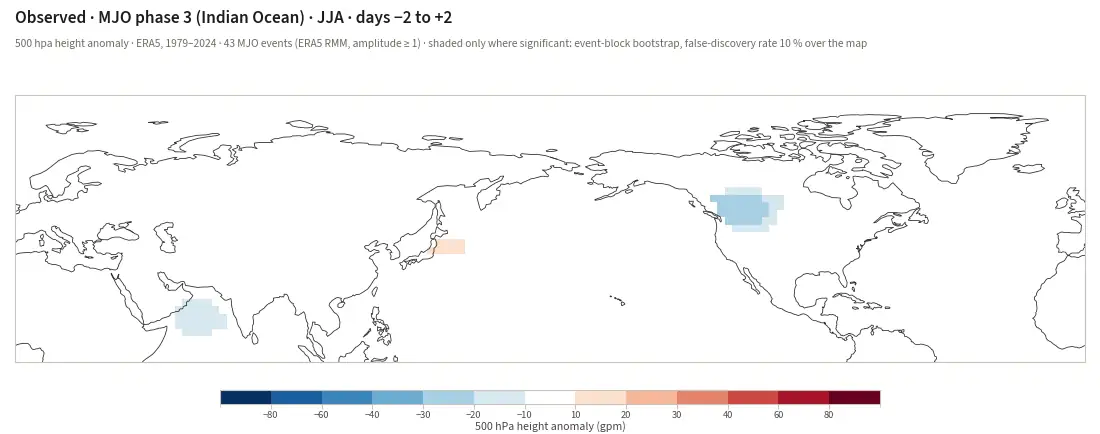 Observed · MJO phase 3 (Indian Ocean) · JJA · days −2 to +2
500 hpa height anomaly · ERA5, 1979–2024 · 43 MJO events (ERA5 RMM, amplitude ≥ 1) · shaded only where significant: event-block bootstrap, false-discovery rate 10 % over the map
−80 −60 −40 −30 −20 −10 10 20 30 40 60 80
500 hPa height anomaly (gpm)